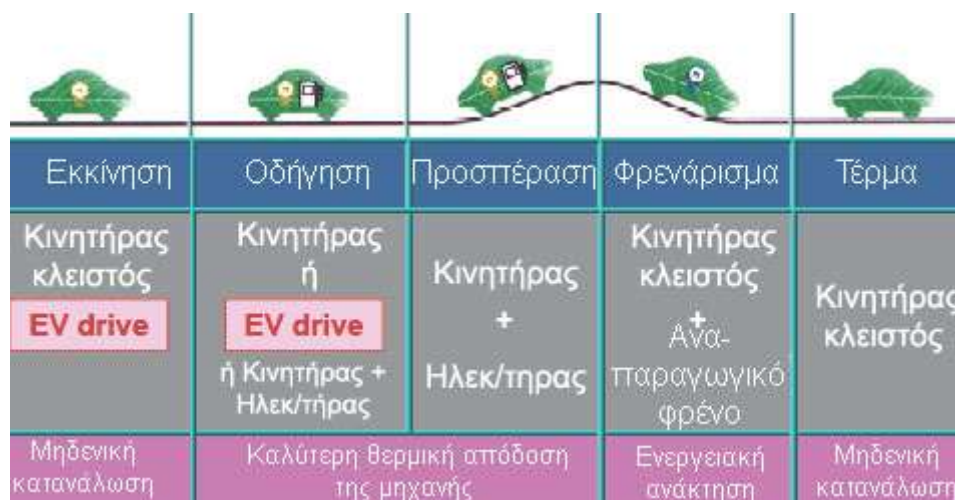 Εκκίνηση
Οδήγηση
Προσπέραση
Φρενάρισμα
Τέρμα
Κινητήρας
κλειστός
EV drive
Κινητήρας
ή
EV drive
ή Κινητήρας +
Ηλεκ/τήρας
Κινητήρας
+
Ηλεκ/τηρας
Κινητήρας
κλειστός
+
Ανα-
παραγωγικό
φρένο
Κινητήρας
κλειστός
Μηδενική
κατανάλωση
Καλύτερη θερμική απόδοση
της μηχανής
Ενεργειακή
ανάκτηση
Μηδενική
κατανάλωση